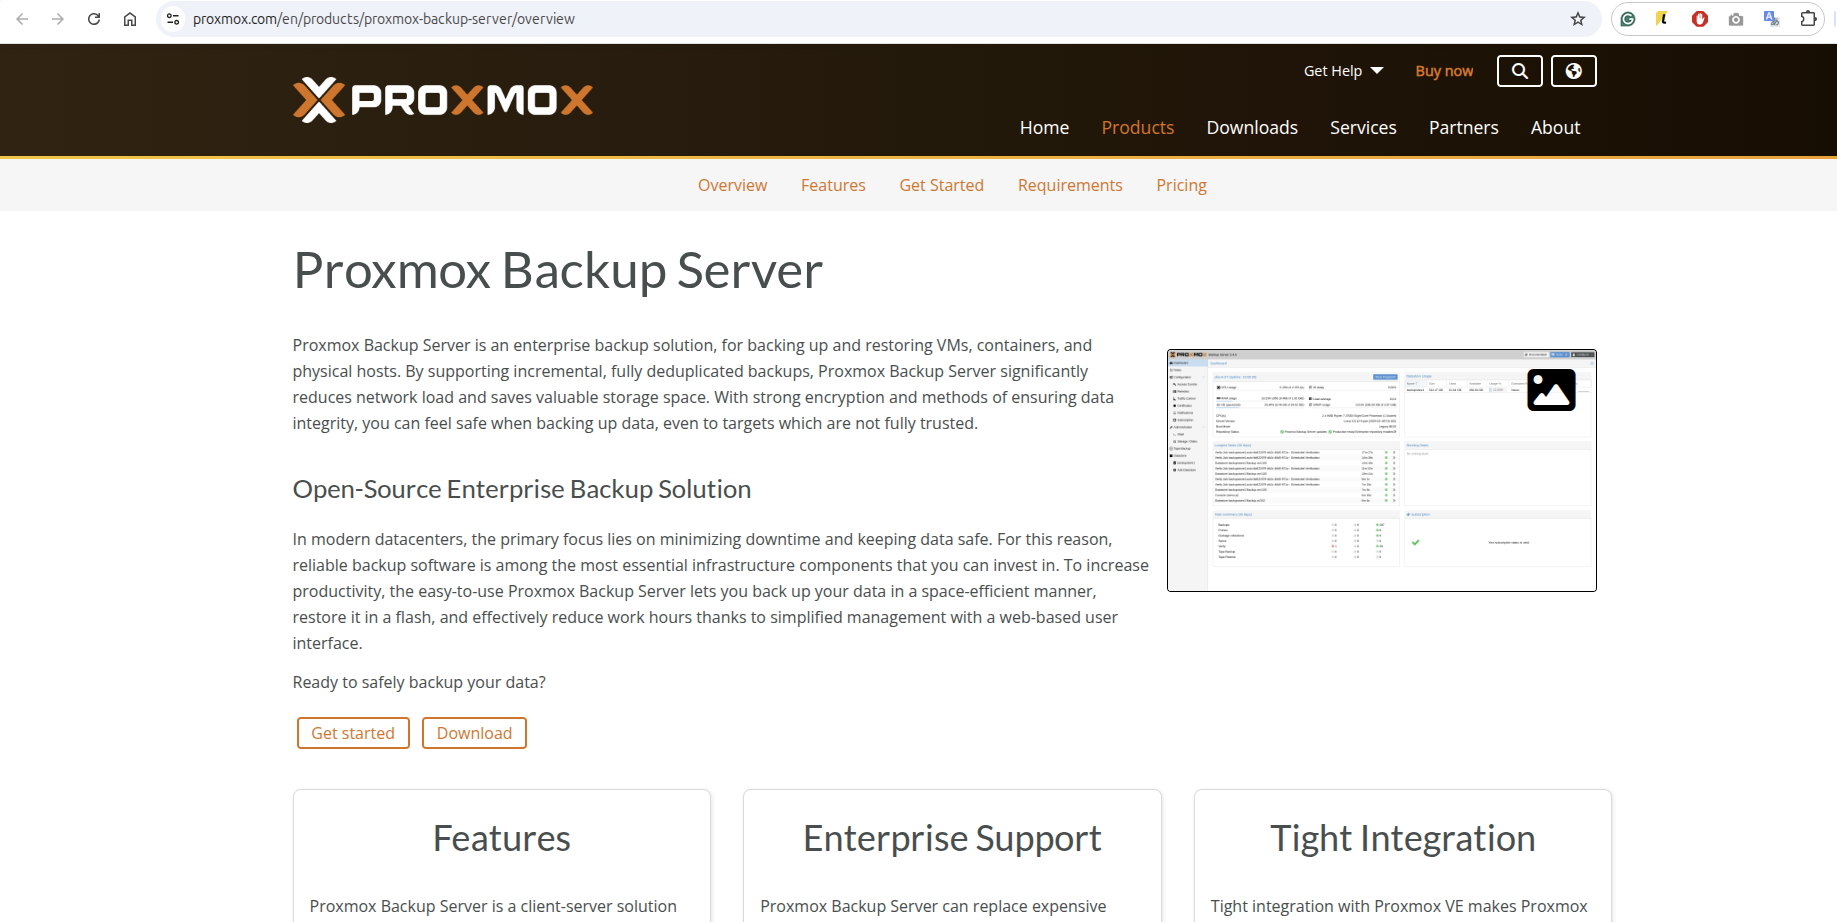 proxmox.com/en/products/proxmox-backup-server/overview
PROXMOX
Get Help
Buy now
Home
Products
Downloads
Services
Partners
About
Overview
Features
Get Started
Requirements
Pricing
Proxmox Backup Server
Proxmox Backup Server is an enterprise backup solution, for backing up and restoring VMs, containers, and
physical hosts. By supporting incremental, fully deduplicated backups, Proxmox Backup Server significantly
reduces network load and saves valuable storage space. With strong encryption and methods of ensuring data
integrity, you can feel safe when backing up data, even to targets which are not fully trusted.
PROXMOX
Open-Source Enterprise Backup Solution
In modern datacenters, the primary focus lies on minimizing downtime and keeping data safe. For this reason,
reliable backup software is among the most essential infrastructure components that you can invest in. To increase
productivity, the easy-to-use Proxmox Backup Server lets you back up your data in a space-efficient manner,
restore it in a flash, and effectively reduce work hours thanks to simplified management with a web-based user
interface.
Ready to safely backup your data?
Get started
Download
Features
Proxmox Backup Server is a client-server solution
Enterprise Support
Proxmox Backup Server can replace expensive
Tight Integration
Tight integration with Proxmox VE makes Proxmox